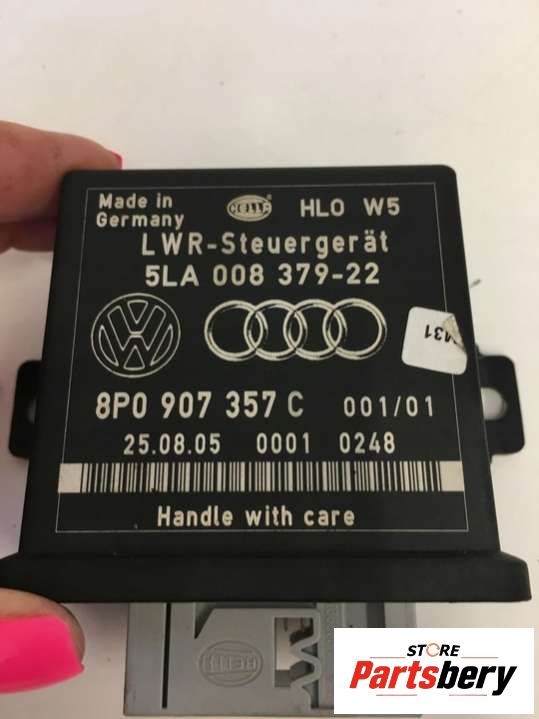 Made in
Germany
HELLA
HLO W5
LWR-Steuergerät
5LA 008 379-22
8P0 907 357 C 001/01
25.08.05 0001 0248
Handle with care
HELLA
STORE
Partsbery